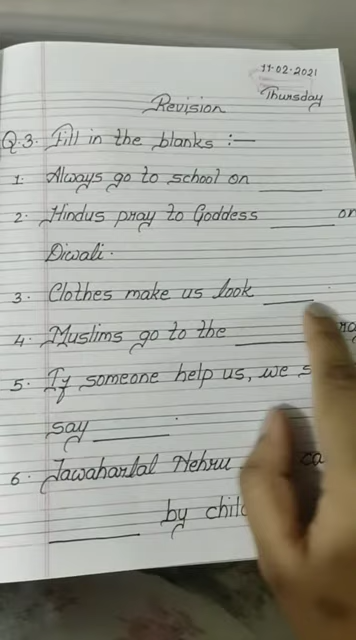 11-02-2021
Thursday
Revision
Q.3. Fill in the blanks :—
1. Always go to school on ______
2. Hindus pray to Goddess ______ on
Diwali.
3. Clothes make us look ______.
4. Muslims go to the ______
5. If someone help us, we
say ______.
6. Jawaharlal Nehru
______ by